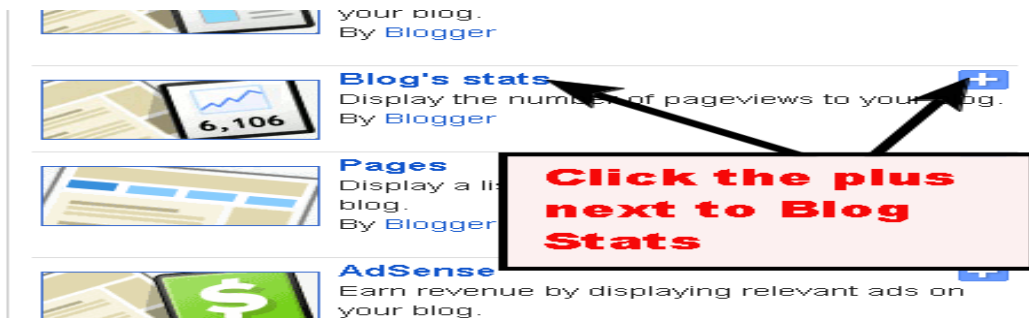 your blog.
By Blogger
Blog's stats
Display the number of pageviews to your blog.
By Blogger
6,106
Pages
Display a
blog.
By Blogger
Click the plus
next to Blog
Stats
AdSense
Earn revenue by displaying relevant ads on
your blog.